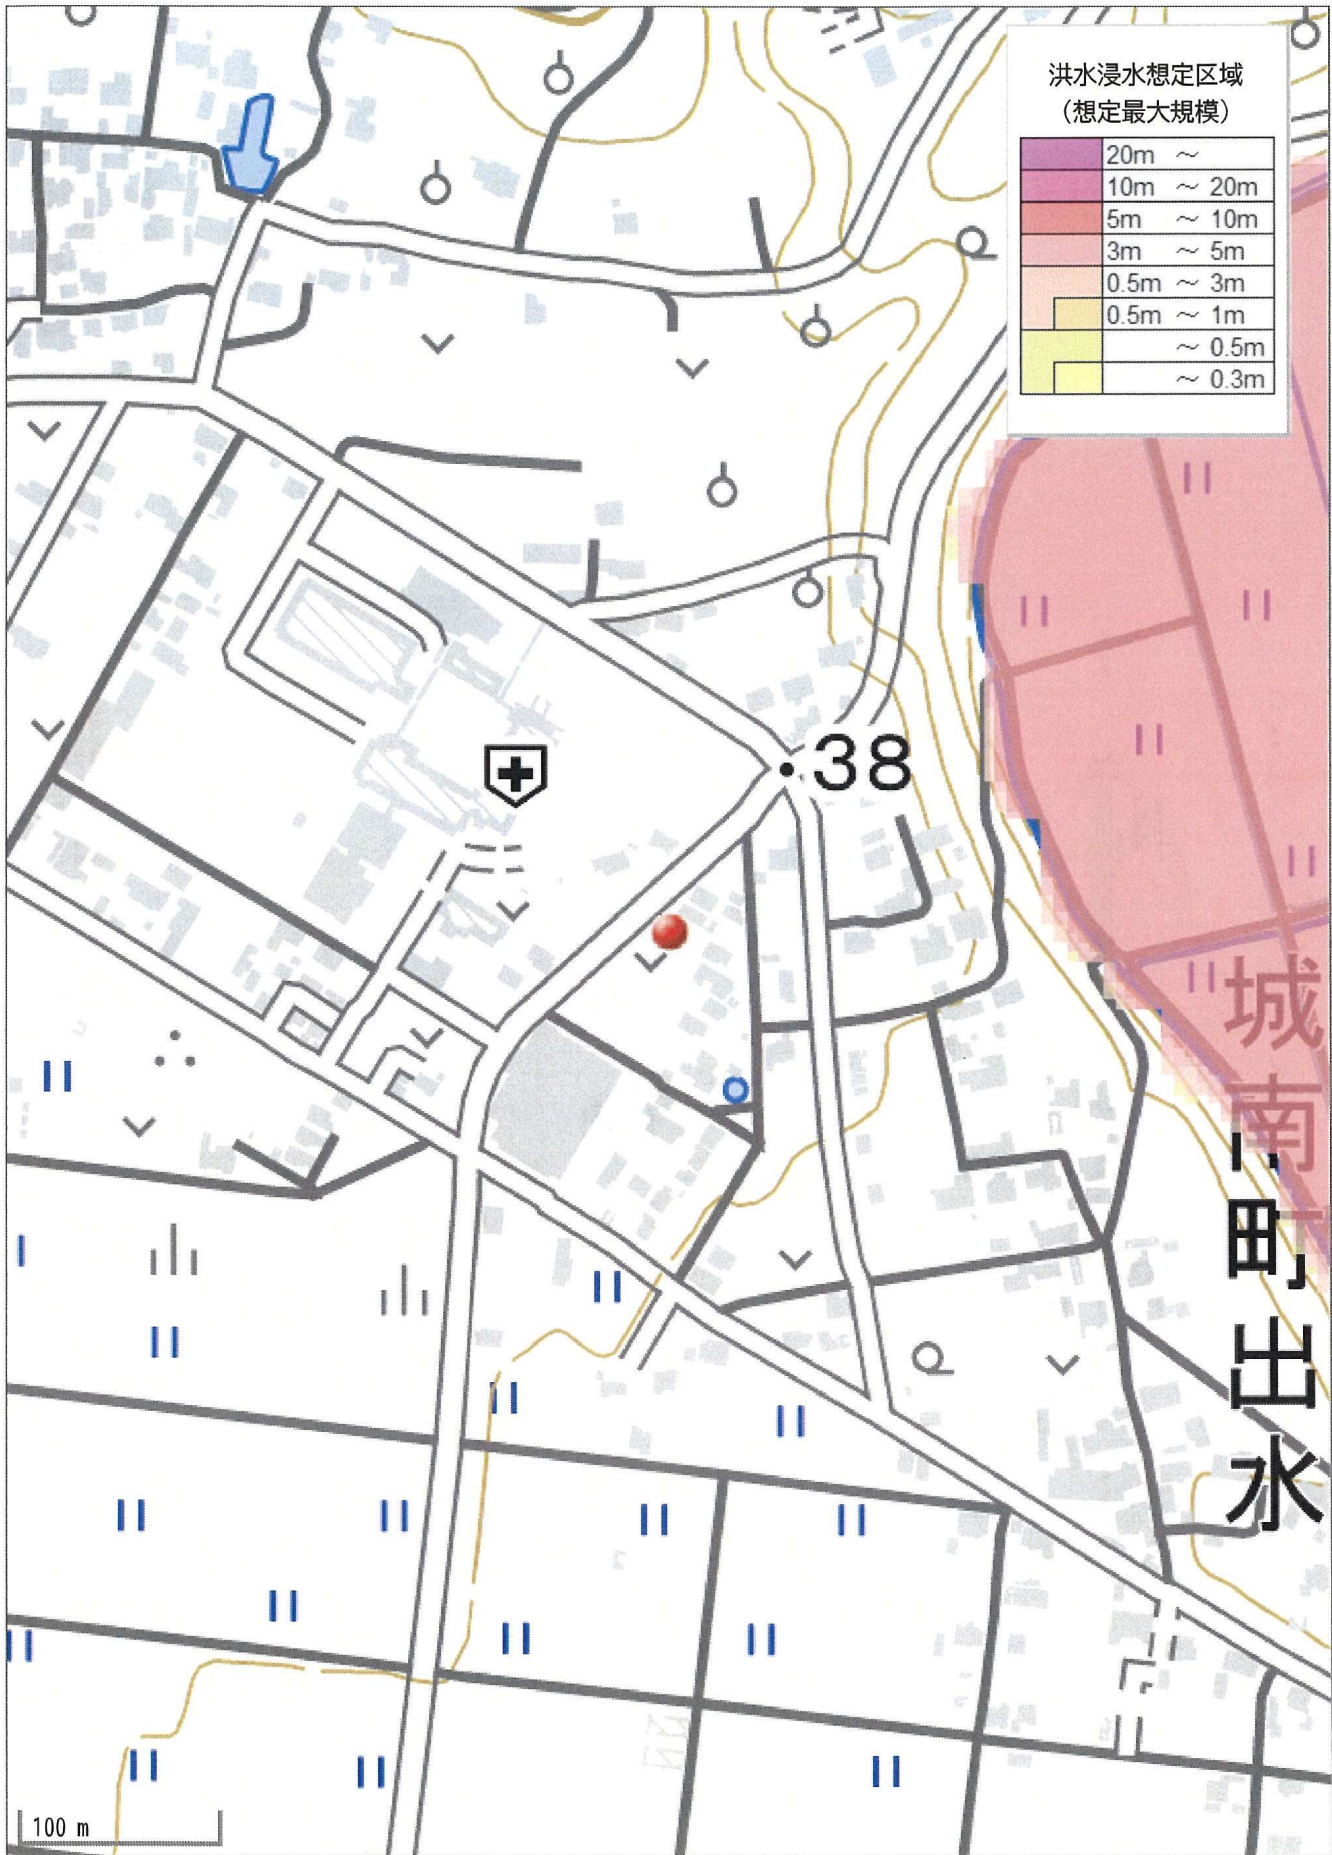 洪水浸水想定区域
(想定最大規模)
20m ～
10m ～ 20m
5m ～ 10m
3m ～ 5m
0.5m ～ 3m
0.5m ～ 1m
～ 0.5m
～ 0.3m
38
城南町出水
100 m